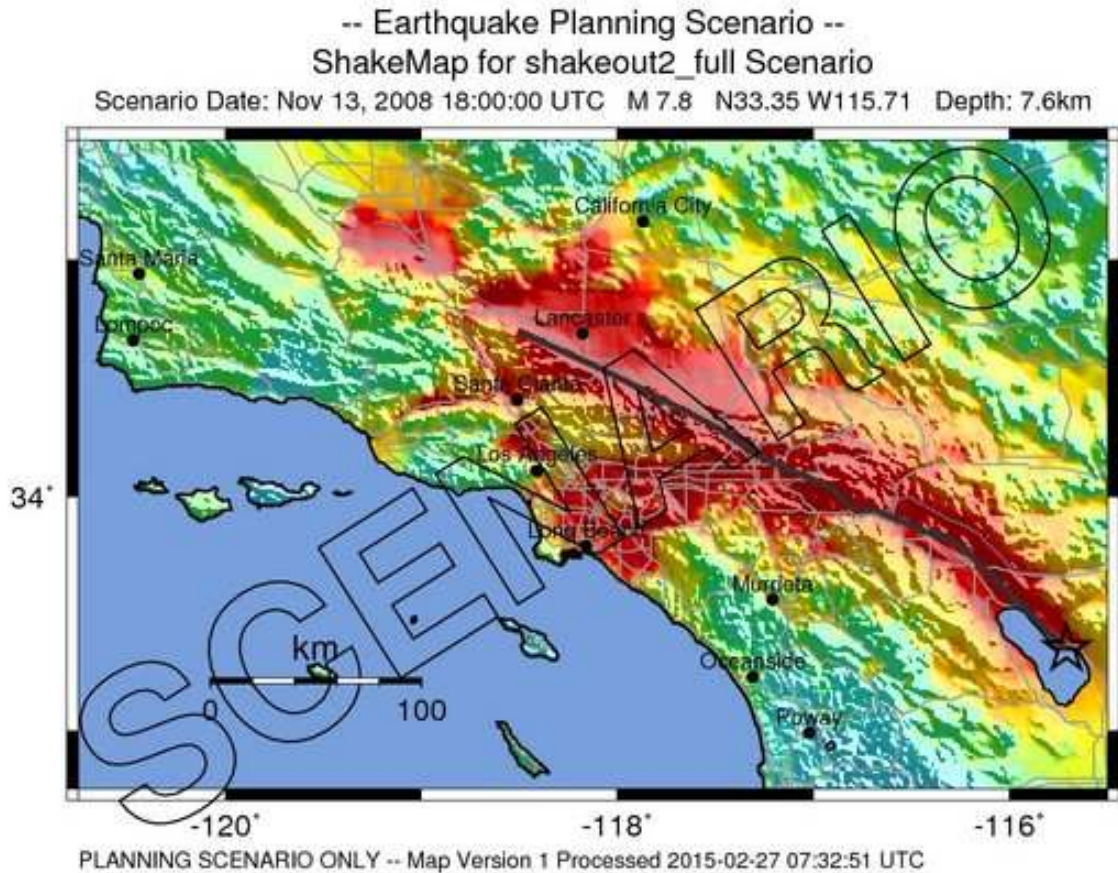 -- Earthquake Planning Scenario --
ShakeMap for shakeout2_full Scenario
Scenario Date: Nov 13, 2008 18:00:00 UTC M 7.8 N33.35 W115.71 Depth: 7.6km
California City
Santa Maria
Lompoc
Lancaster
Santa Clarita
Los Angeles
34°
Long Beach
Murrieta
km
Oceanside
0 100
Poway
SCENARIO
-120° -118° -116°
PLANNING SCENARIO ONLY -- Map Version 1 Processed 2015-02-27 07:32:51 UTC